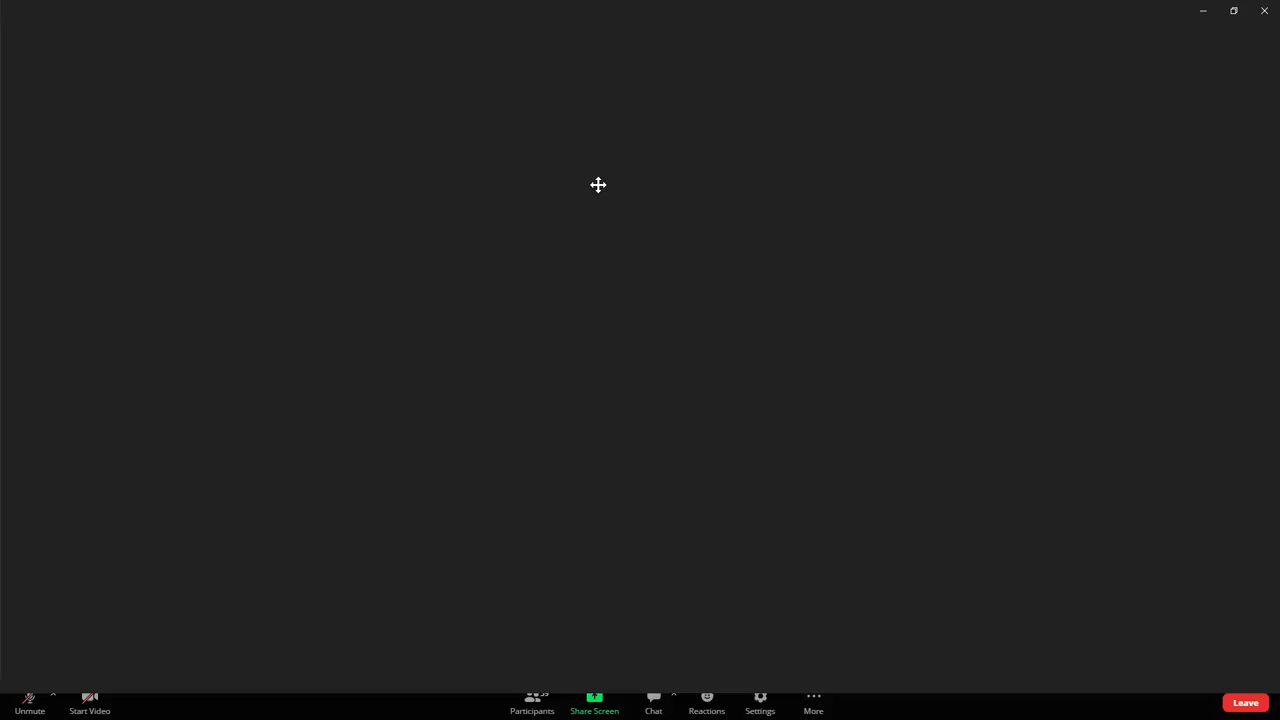 Unmute
Start Video
Participants
Share Screen
Chat
Reactions
Settings
More
Leave